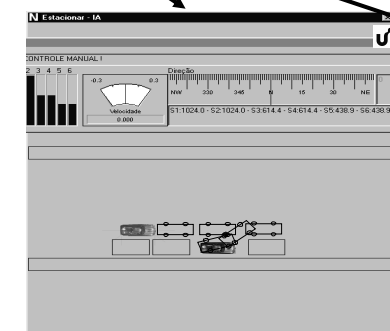 N Estacionar - IA
CONTROLE MANUAL !
2 3 4 5 6
-0.3 0.3
Velocidade
0.000
Direção
NW 330 345 N 15 30 NE
0
S1:1024.0 - S2:1024.0 - S3:614.4 - S4:614.4 - S5:438.9 - S6:438.9